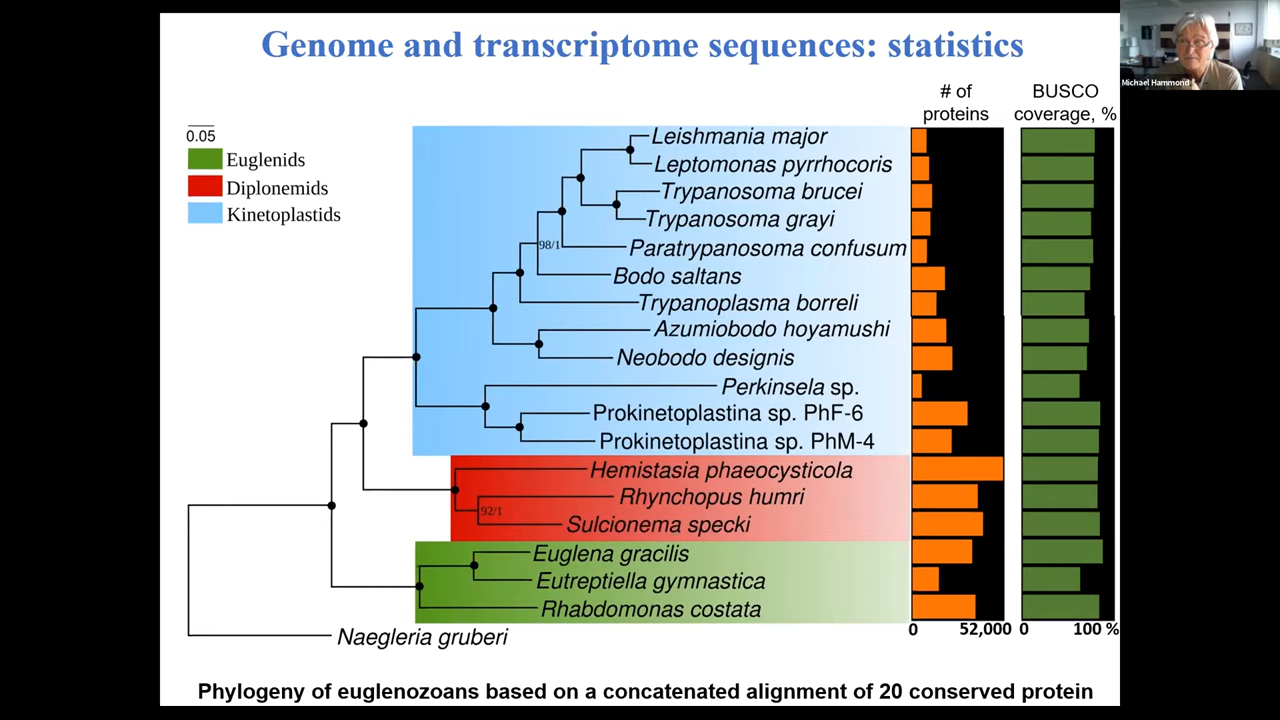 Genome and transcriptome sequences: statistics
Michael Hammond
# of
proteins
BUSCO
coverage, %
0.05
Euglenids
Diplonemids
Kinetoplastids
Leishmania major
Leptomonas pyrrhocoris
Trypanosoma brucei
Trypanosoma grayi
98/1
Paratrypanosoma confusum
Bodo saltans
Trypanoplasma borreli
Azumiobodo hoyamushi
Neobodo designis
Perkinsela sp.
Prokinetoplastina sp. PhF-6
Prokinetoplastina sp. PhM-4
Hemistasia phaeocysticola
Rhynchopus humri
92/1
Sulcionema specki
Euglena gracilis
Eutreptiella gymnastica
Rhabdomonas costata
0 52,000 0 100 %
Naegleria gruberi
Phylogeny of euglenozoans based on a concatenated alignment of 20 conserved protein